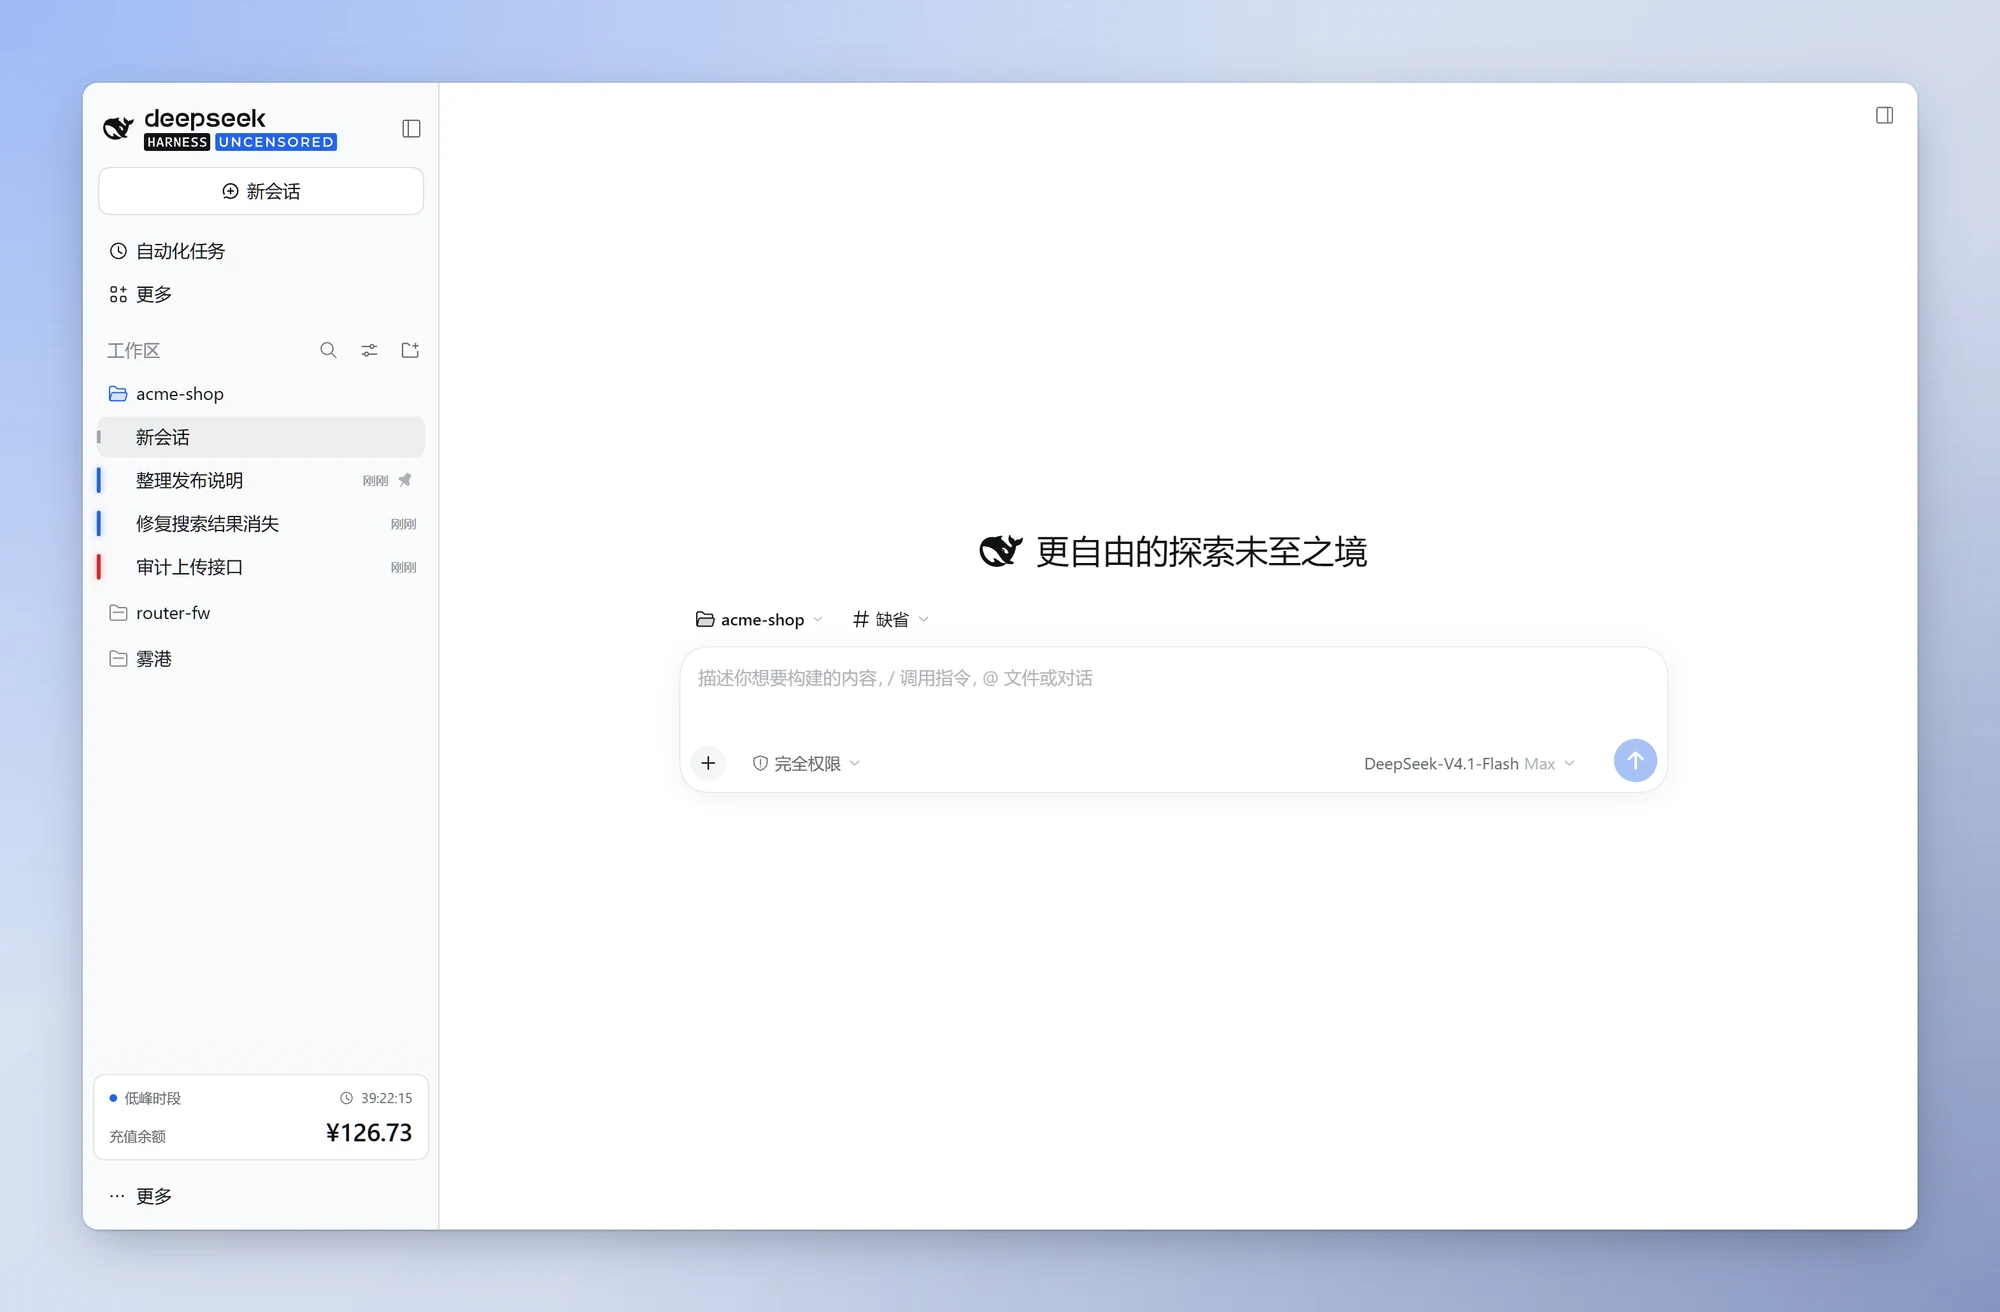 deepseek
HARNESS UNCENSORED
新会话
自动化任务
更多
工作区
acme-shop
新会话
整理发布说明 刚刚
修复搜索结果消失 刚刚
审计上传接口 刚刚
router-fw
雾港
低峰时段 39:22:15
充值余额 ¥126.73
更多
更自由的探索未至之境
acme-shop # 缺省
描述你想要构建的内容, / 调用指令, @ 文件或对话
完全权限 DeepSeek-V4.1-Flash Max